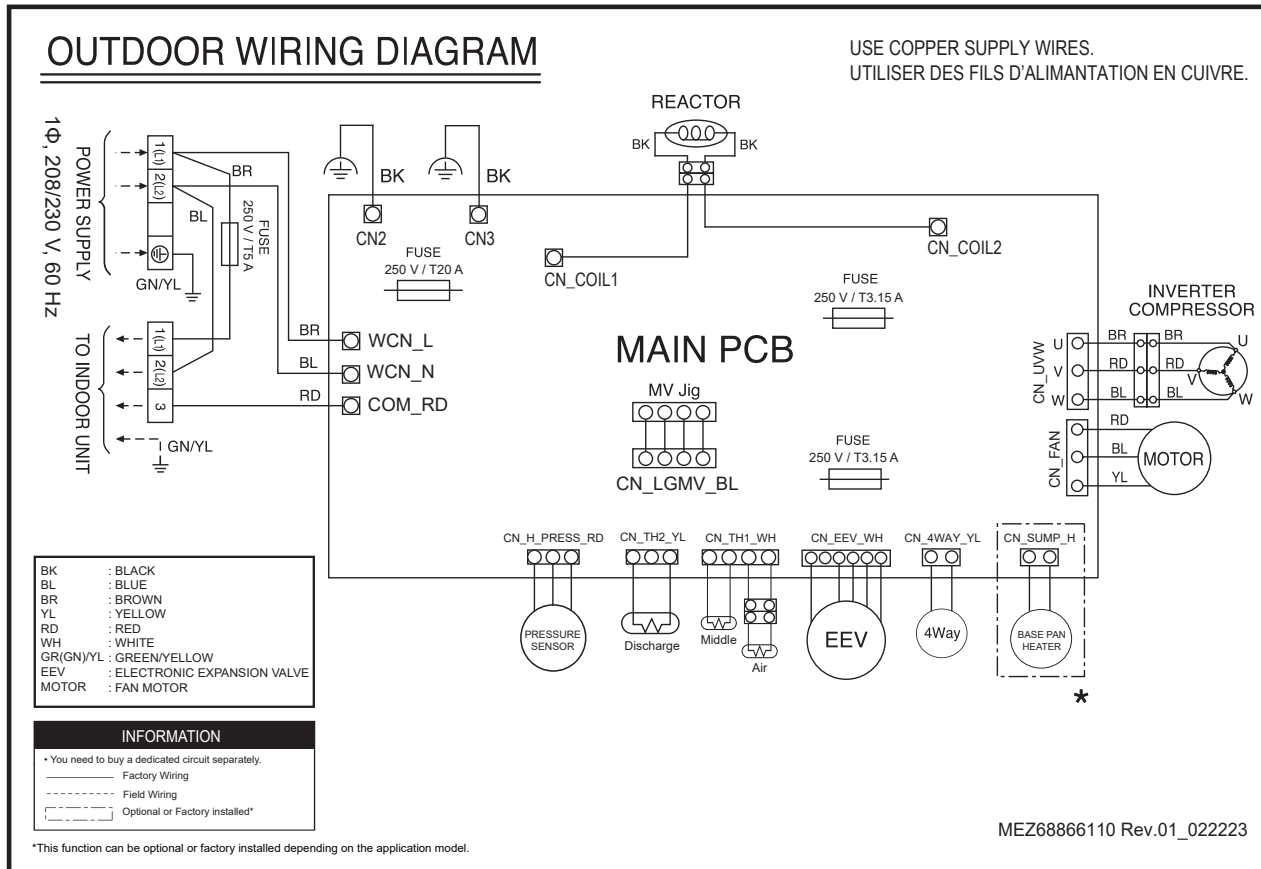 OUTDOOR WIRING DIAGRAM
USE COPPER SUPPLY WIRES.
UTILISER DES FILS D'ALIMANTATION EN CUIVRE.
1Φ, 208/230 V, 60 Hz
POWER SUPPLY
1(L1)
2(L2)
BR
BL
FUSE
250 V / T5 A
GN/YL
TO INDOOR UNIT
1(L1)
2(L2)
3
GN/YL
BK
BK
CN2
CN3
REACTOR
BK
BK
CN_COIL1
CN_COIL2
FUSE
250 V / T20 A
FUSE
250 V / T3.15 A
BR
WCN_L
BL
WCN_N
RD
COM_RD
MAIN PCB
MV Jig
CN_LGMV_BL
FUSE
250 V / T3.15 A
INVERTER
COMPRESSOR
CN_UVW
U
BR
BR
U
V
RD
RD
V
W
BL
BL
W
CN_FAN
RD
BL
YL
MOTOR
CN_H_PRESS_RD
CN_TH2_YL
CN_TH1_WH
CN_EEV_WH
CN_4WAY_YL
CN_SUMP_H
PRESSURE
SENSOR
Discharge
Middle
Air
EEV
4Way
BASE PAN
HEATER
*
BK : BLACK
BL : BLUE
BR : BROWN
YL : YELLOW
RD : RED
WH : WHITE
GR(GN)/YL : GREEN/YELLOW
EEV : ELECTRONIC EXPANSION VALVE
MOTOR : FAN MOTOR
INFORMATION
• You need to buy a dedicated circuit separately.
Factory Wiring
Field Wiring
Optional or Factory installed*
*This function can be optional or factory installed depending on the application model.
MEZ68866110 Rev.01_022223